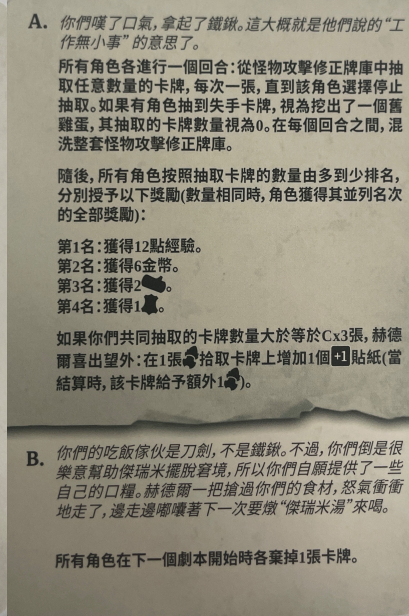 A. 你們嘆了口氣，拿起了鐵鍬。這大概就是他們說的“工
作無小事”的意思了。
所有角色各進行一個回合：從怪物攻擊修正牌庫中抽
取任意數量的卡牌，每次一張，直到該角色選擇停止
抽取。如果有角色抽到失手卡牌，視為挖出了一個舊
雞蛋，其抽取的卡牌數量視為0。在每個回合之間，混
洗整套怪物攻擊修正牌庫。
隨後，所有角色按照抽取卡牌的數量由多到少排名，
分別授予以下獎勵(數量相同時，角色獲得其並列名次
的全部獎勵)：
第1名：獲得12點經驗。
第2名：獲得6金幣。
第3名：獲得2。
第4名：獲得1。
如果你們共同抽取的卡牌數量大於等於Cx3張，赫德
爾喜出望外：在1張拾取卡牌上增加1個+1貼紙(當
結算時，該卡牌給予額外1)。
B. 你們的吃飯傢伙是刀劍，不是鐵鍬。不過，你們倒是很
樂意幫助傑瑞米擺脫窘境，所以你們自願提供了一些
自己的口糧。赫德爾一把搶過你們的食材，怒氣衝衝
地走了，邊走邊嘟囔著下一次要燉“傑瑞米湯”來喝。
所有角色在下一個劇本開始時各棄掉1張卡牌。